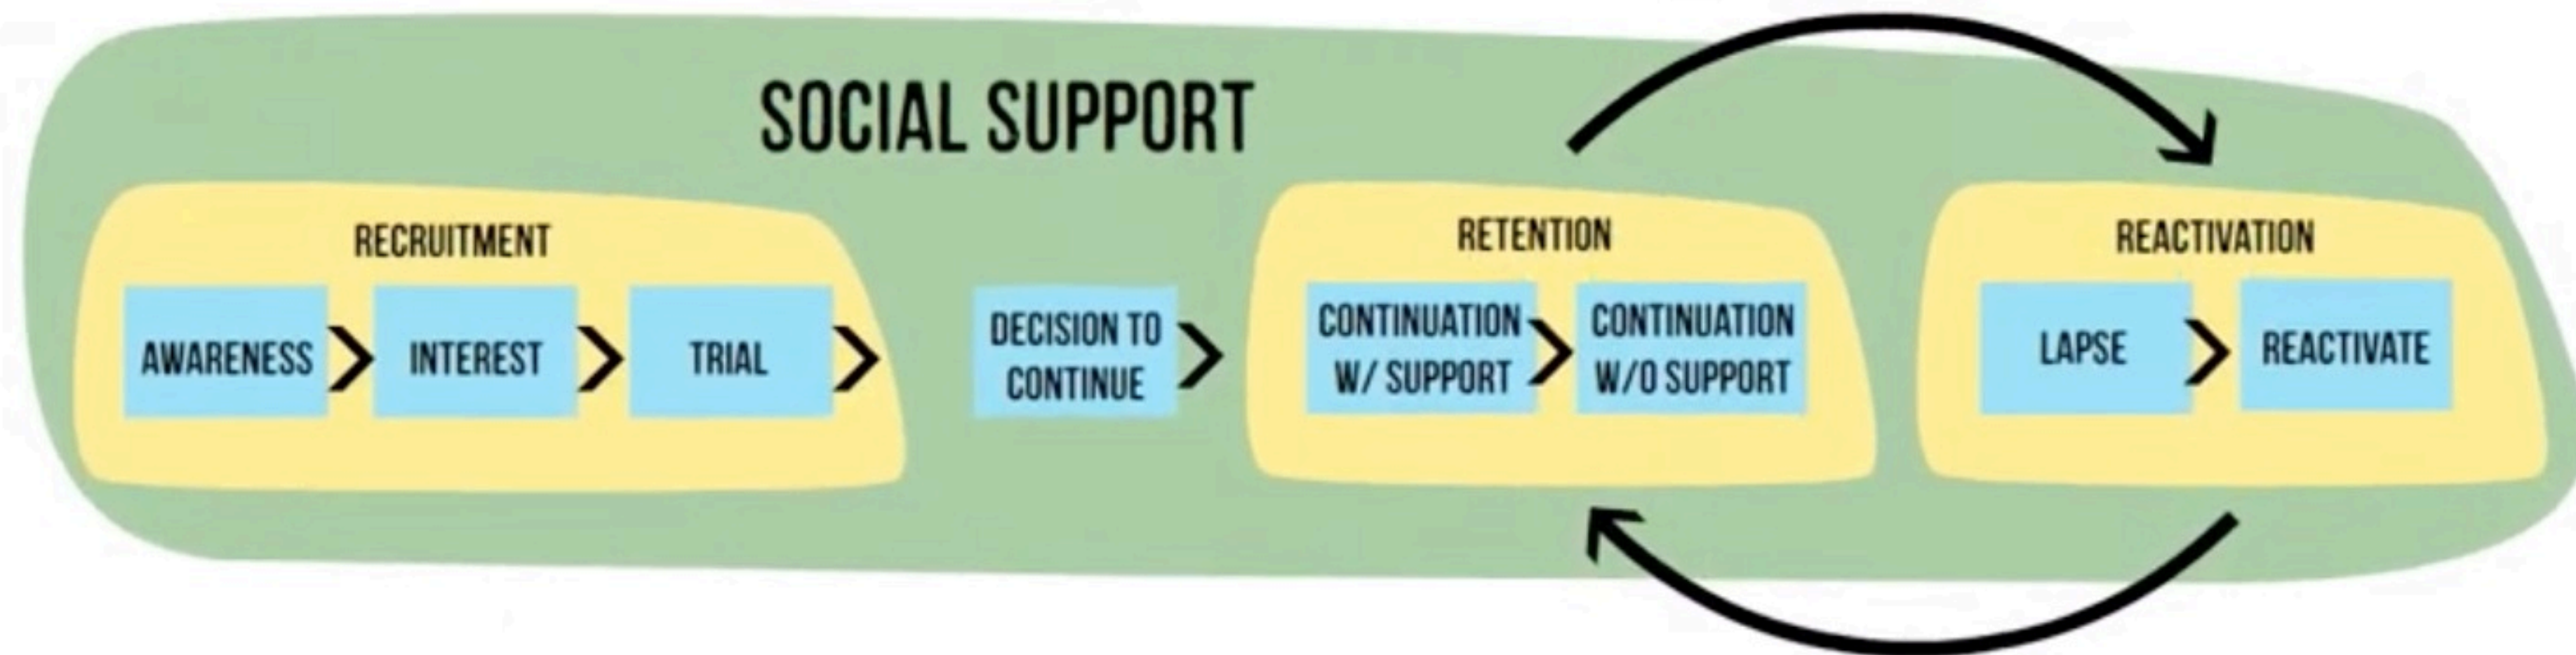 SOCIAL SUPPORT
RECRUITMENT
AWARENESS
INTEREST
TRIAL
DECISION TO
CONTINUE
RETENTION
CONTINUATION
W/ SUPPORT
CONTINUATION
W/O SUPPORT
REACTIVATION
LAPSE
REACTIVATE